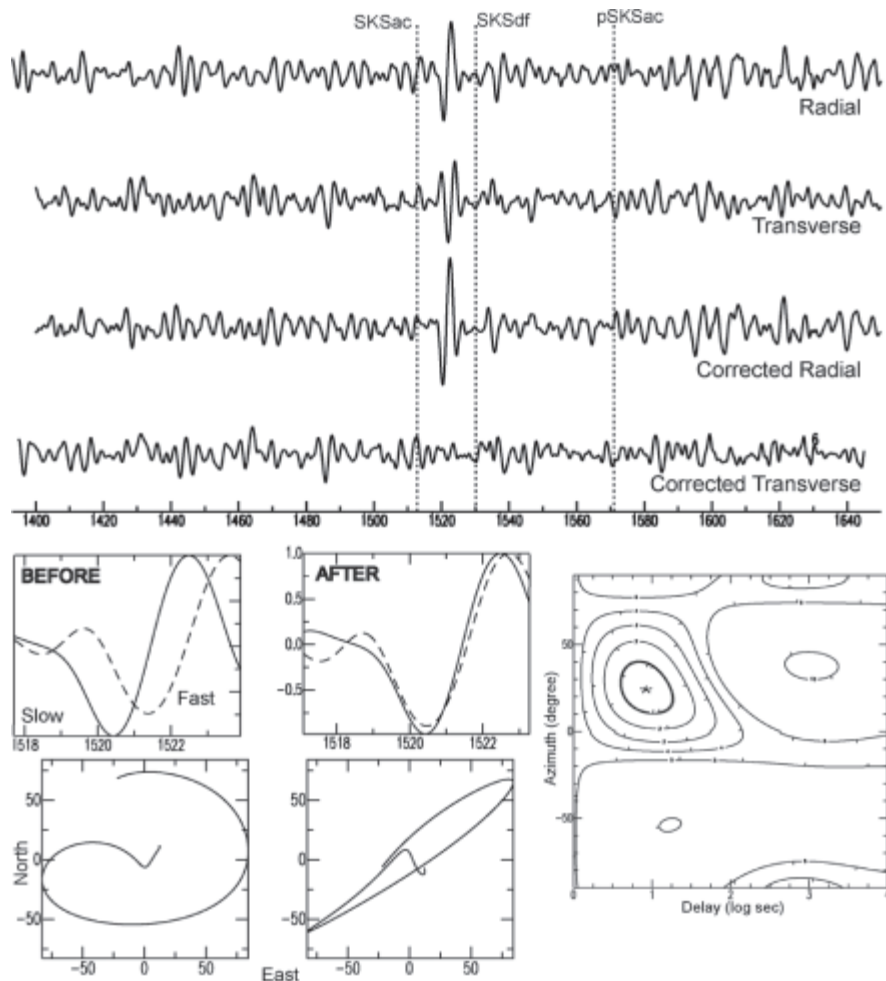 SKSac SKSdf pSKSac
Radial
Transverse
Corrected Radial
Corrected Transverse
1400 1420 1440 1460 1480 1500 1520 1540 1560 1580 1600 1620 1640
BEFORE
Slow
Fast
1518 1520 1522
AFTER
1.0
0.5
0.0
−0.5
1518 1520 1522
North
50
0
−50
−50 0 50
East
50
0
−50
−50 0 50
Azimuth (degree)
50
0
−50
0 1 2 3 4
Delay (log sec)